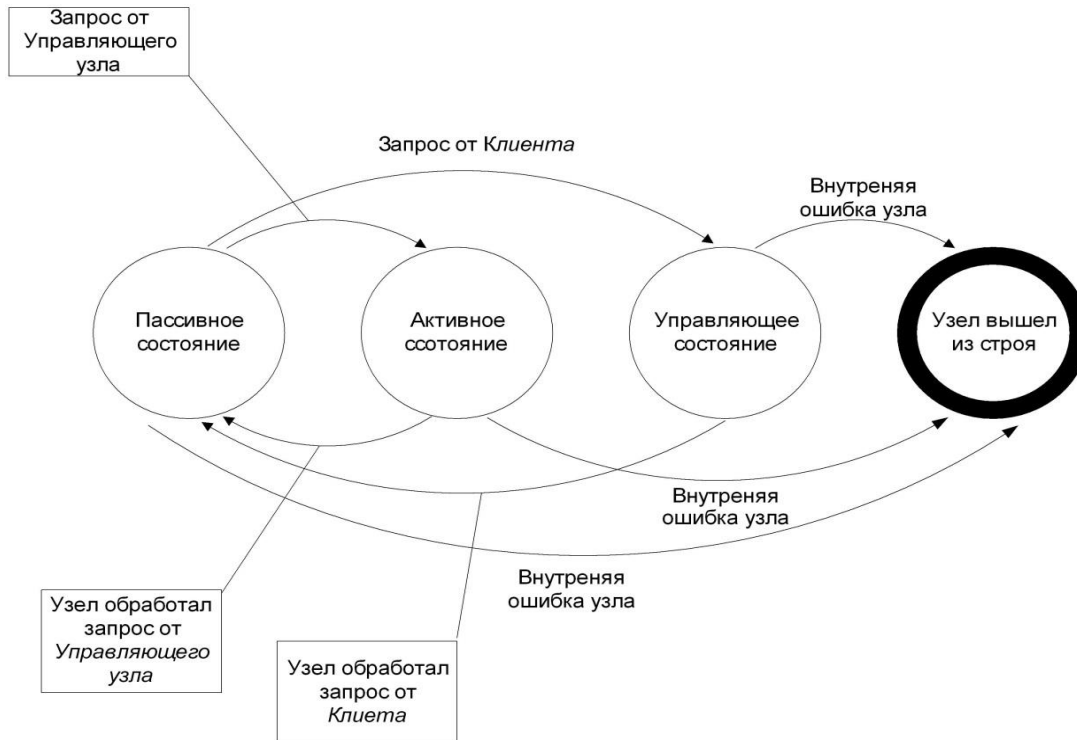 Запрос от
Управляющего
узла
Запрос от Клиента
Внутреняя
ошибка узла
Пассивное
состояние
Активное
ссотояние
Управляющее
состояние
Узел вышел
из строя
Внутреняя
ошибка узла
Внутреняя
ошибка узла
Узел обработал
запрос от
Управляющего
узла
Узел обработал
запрос от
Клиета